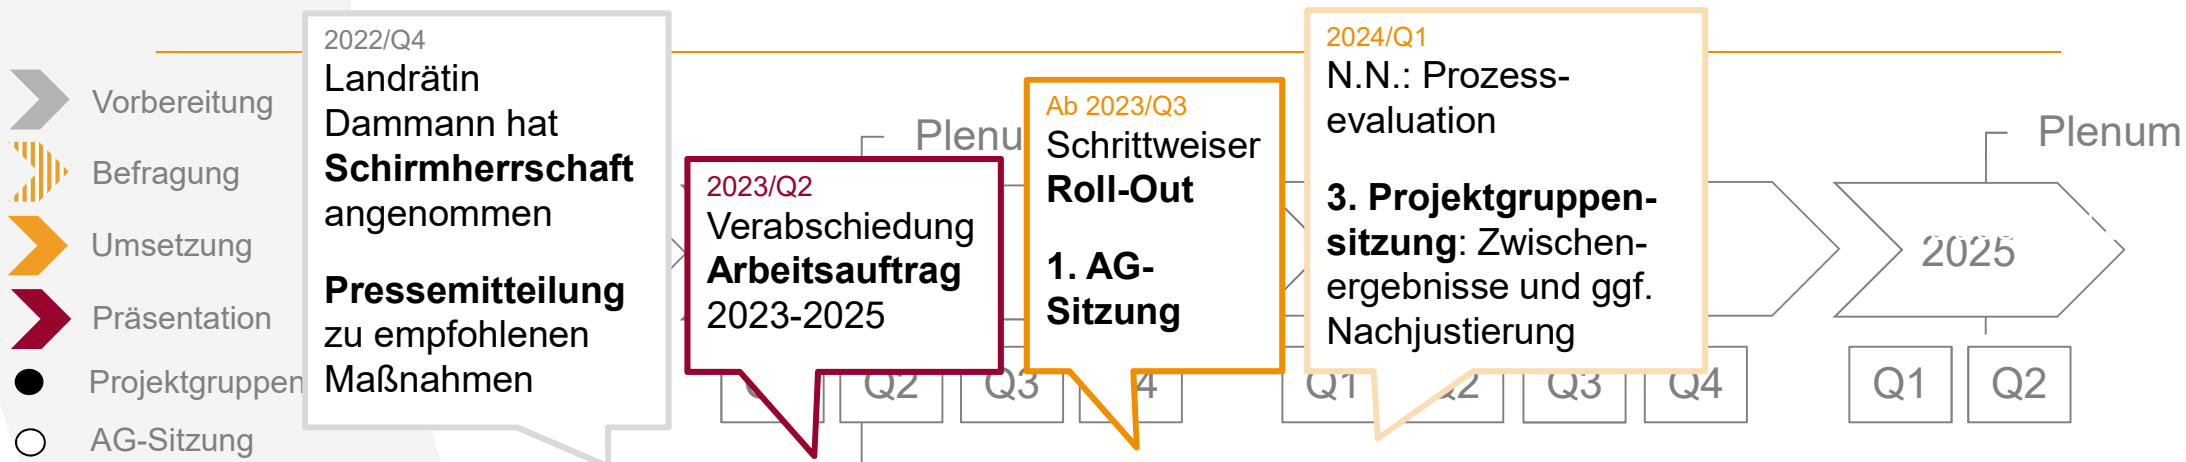 Vorbereitung
Befragung
Umsetzung
Präsentation
Projektgruppen
AG-Sitzung
2022/Q4
Landrätin
Dammann hat
Schirmherrschaft
angenommen
Pressemitteilung
zu empfohlenen
Maßnahmen
2023/Q2
Verabschiedung
Arbeitsauftrag
2023-2025
Ab 2023/Q3
Schrittweiser
Roll-Out
1. AG-
Sitzung
2024/Q1
N.N.: Prozess-
evaluation
3. Projektgruppen-
sitzung: Zwischen-
ergebnisse und ggf.
Nachjustierung
Plenum
2025
Q2
Q3
Q1
Q3
Q4
Q1
Q2